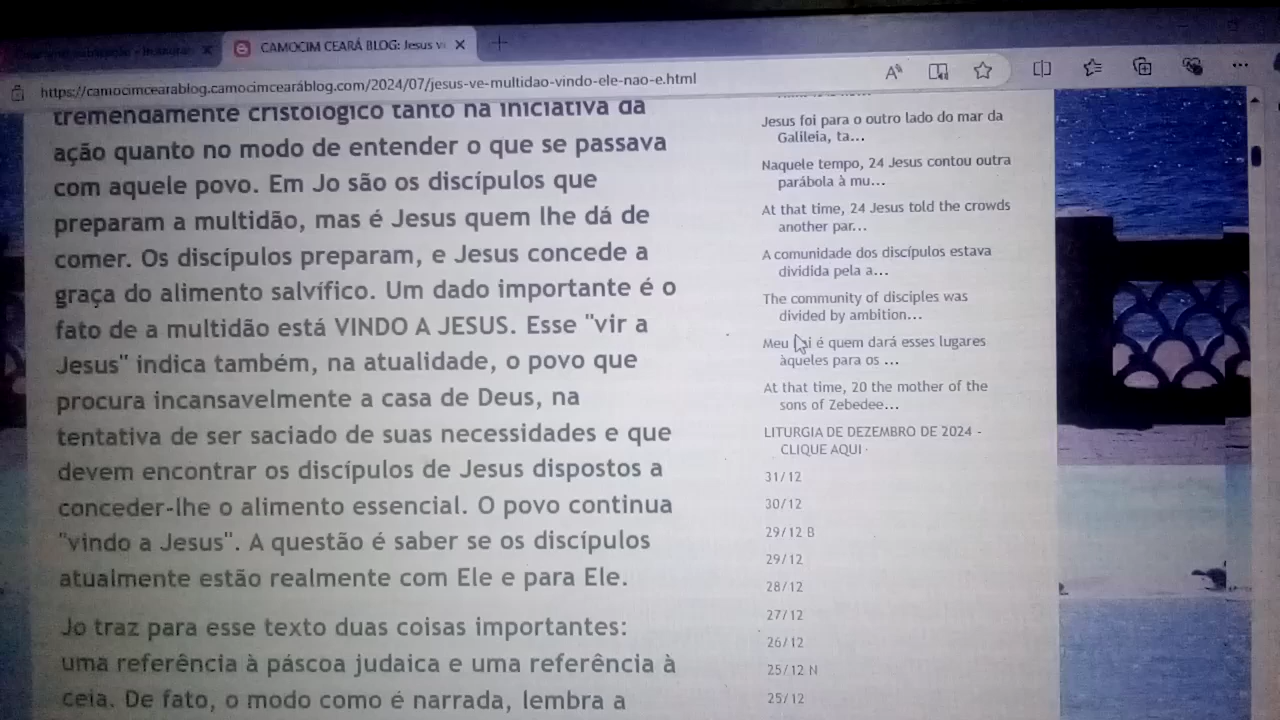 CAMOCIM CEARÁ BLOG: Jesus v
https://camocimcearablog.camocimcearáblog.com/2024/07/jesus-ve-multidao-vindo-ele-nao-e.html
tremendamente cristológico tanto na iniciativa da
ação quanto no modo de entender o que se passava
com aquele povo. Em Jo são os discípulos que
preparam a multidão, mas é Jesus quem lhe dá de
comer. Os discípulos preparam, e Jesus concede a
graça do alimento salvífico. Um dado importante é o
fato de a multidão está VINDO A JESUS. Esse "vir a
Jesus" indica também, na atualidade, o povo que
procura incansavelmente a casa de Deus, na
tentativa de ser saciado de suas necessidades e que
devem encontrar os discípulos de Jesus dispostos a
conceder-lhe o alimento essencial. O povo continua
"vindo a Jesus". A questão é saber se os discípulos
atualmente estão realmente com Ele e para Ele.
Jo traz para esse texto duas coisas importantes:
uma referência à páscoa judaica e uma referência à
ceia. De fato, o modo como é narrada, lembra a
Jesus foi para o outro lado do mar da
Galileia, ta...
Naquele tempo, 24 Jesus contou outra
parábola à mu...
At that time, 24 Jesus told the crowds
another par...
A comunidade dos discípulos estava
dividida pela a...
The community of disciples was
divided by ambition...
Meu é quem dará esses lugares
àqueles para os ...
At that time, 20 the mother of the
sons of Zebedee...
LITURGIA DE DEZEMBRO DE 2024 -
CLIQUE AQUI ·
31/12
30/12
29/12 B
29/12
28/12
27/12
26/12
25/12 N
25/12